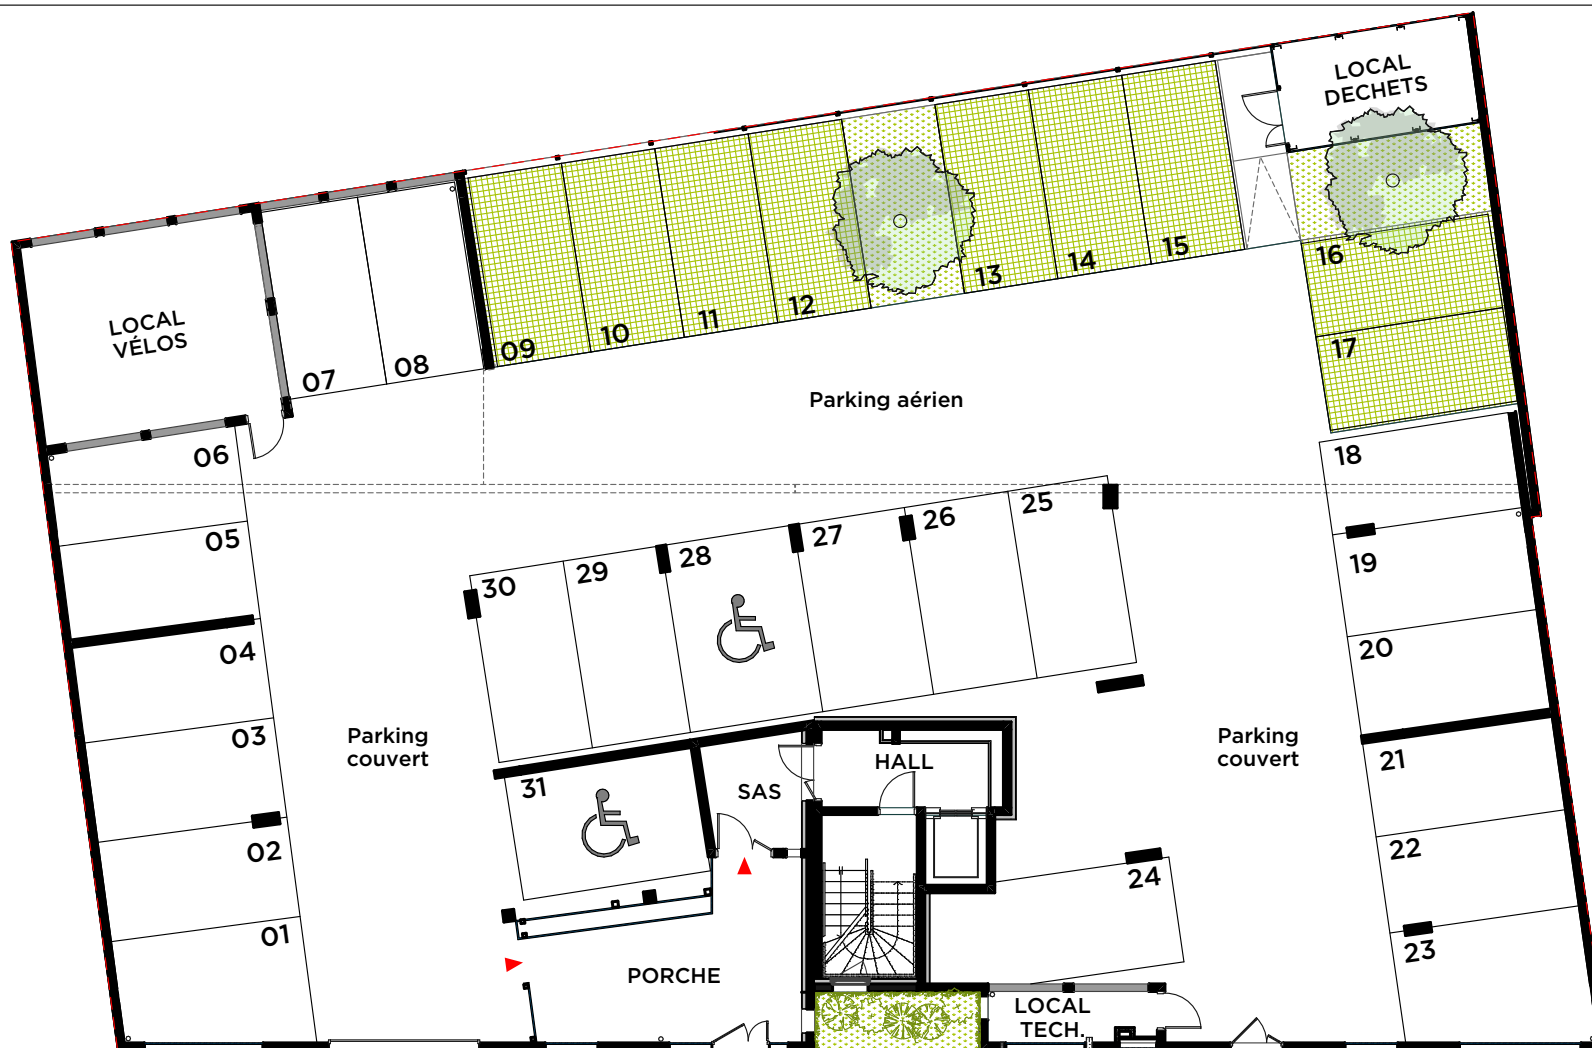 LOCAL
DECHETS
LOCAL
VÉLOS
07
08
09
10
11
12
13
14
15
16
17
Parking aérien
06
05
04
03
02
01
18
19
20
21
22
23
30
29
28
27
26
25
Parking
couvert
Parking
couvert
31
SAS
HALL
24
PORCHE
LOCAL
TECH.